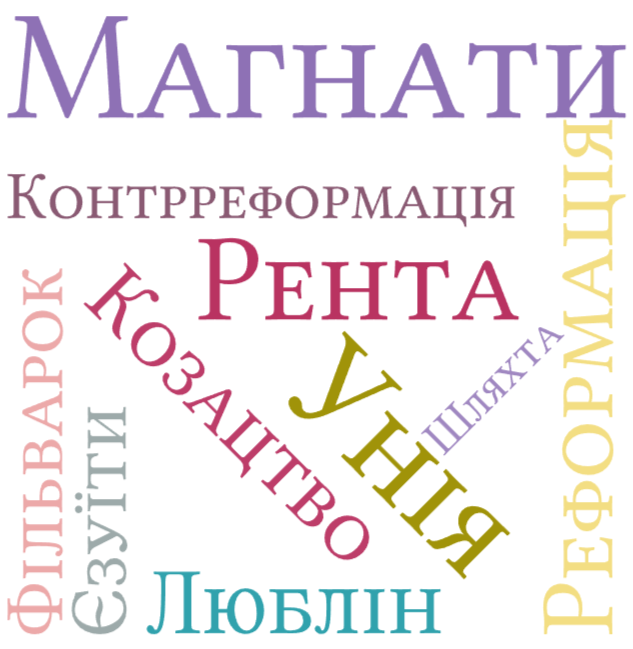 Магнати
Контрреформація
Рента
Реформація
Козацтво
Унія
Шляхта
Фільварок
Єзуїти
Люблін